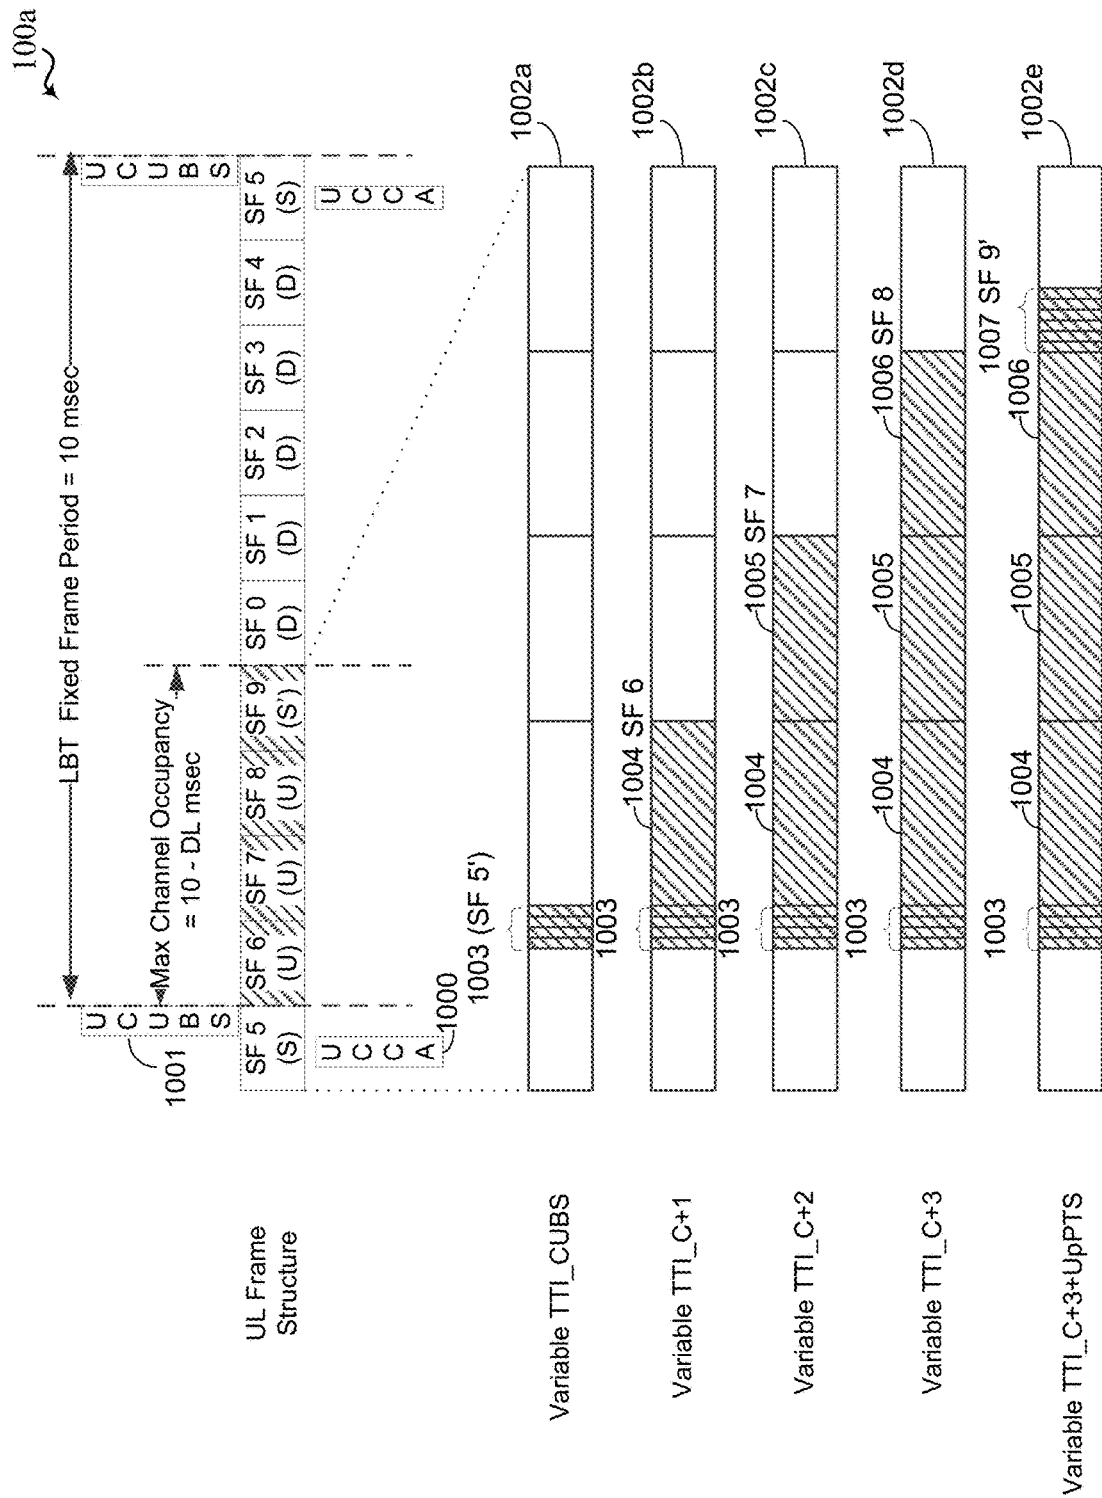 100a
LBT Fixed Frame Period = 10 msec
Max Channel Occupancy
= 10 - DL msec
1001
U C U B S
U C U B S
UL Frame
Structure
SF 5 (S)
SF 6 (U)
SF 7 (U)
SF 8 (U)
SF 9 (S')
SF 0 (D)
SF 1 (D)
SF 2 (D)
SF 3 (D)
SF 4 (D)
SF 5 (S)
U C C A
1000
U C C A
1003 (SF 5')
1002a
Variable TTI_CUBS
1003
1004 SF 6
1002b
Variable TTI_C+1
1003
1004
1005 SF 7
1002c
Variable TTI_C+2
1003
1004
1005
1006 SF 8
1002d
Variable TTI_C+3
1003
1004
1005
1006
1007 SF 9'
1002e
Variable TTI_C+3+UpPTS
1003